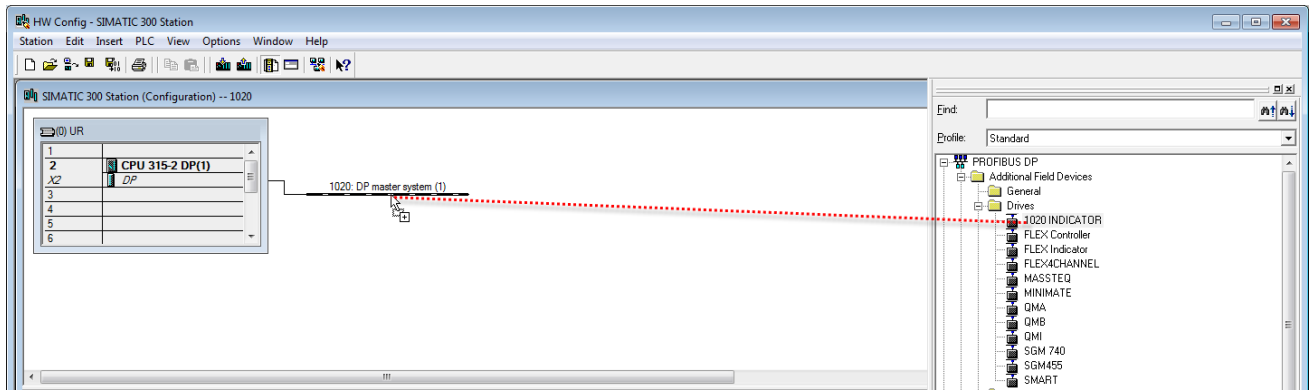 HW Config - SIMATIC 300 Station
Station Edit Insert PLC View Options Window Help
SIMATIC 300 Station (Configuration) -- 1020
(0) UR
1
2 CPU 315-2 DP(1)
X2 DP
3
4
5
6
1020: DP master system (1)
Find:
Profile: Standard
PROFIBUS DP
Additional Field Devices
General
Drives
1020 INDICATOR
FLEX Controller
FLEX Indicator
FLEX4CHANNEL
MASSTEQ
MINIMATE
QMA
QMB
QMI
SGM 740
SGM455
SMART